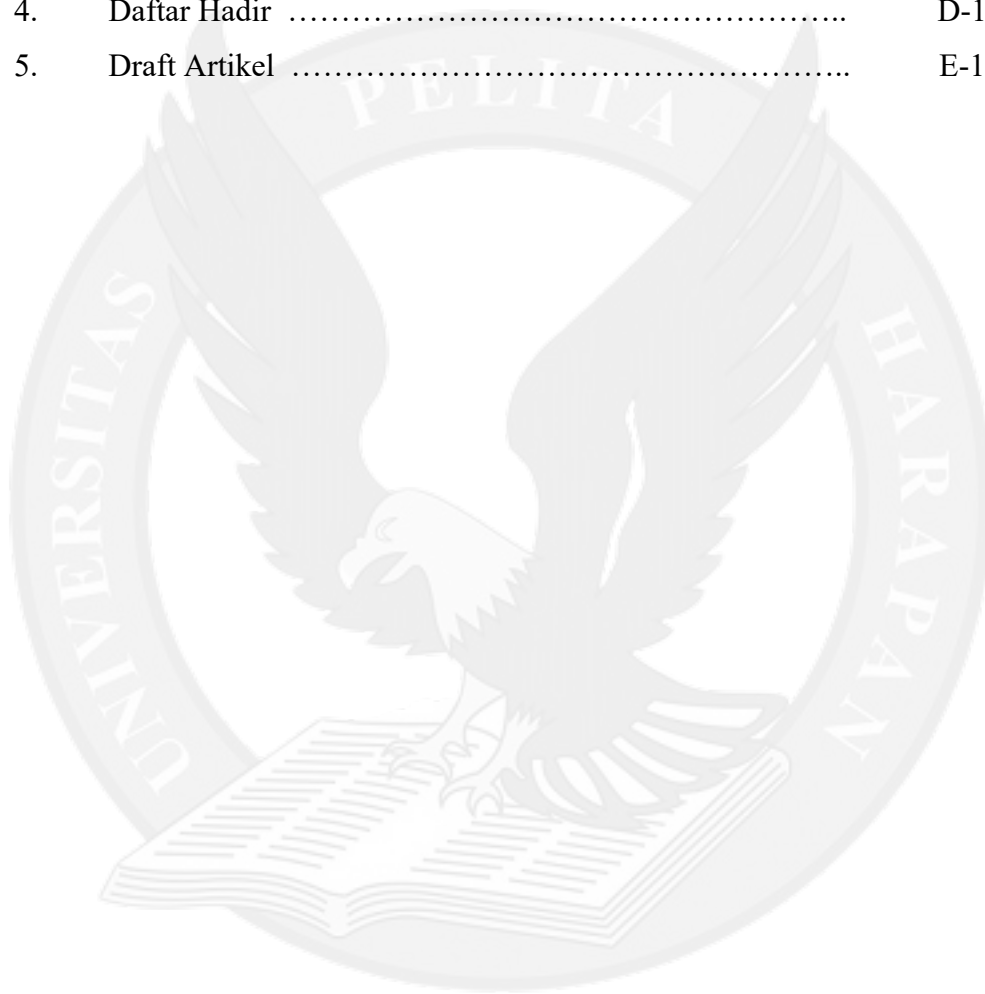 4. Daftar Hadir ……………………………………………….. D-1
5. Draft Artikel ……………………………………………….. E-1
UNIVERSITAS PELITA HARAPAN